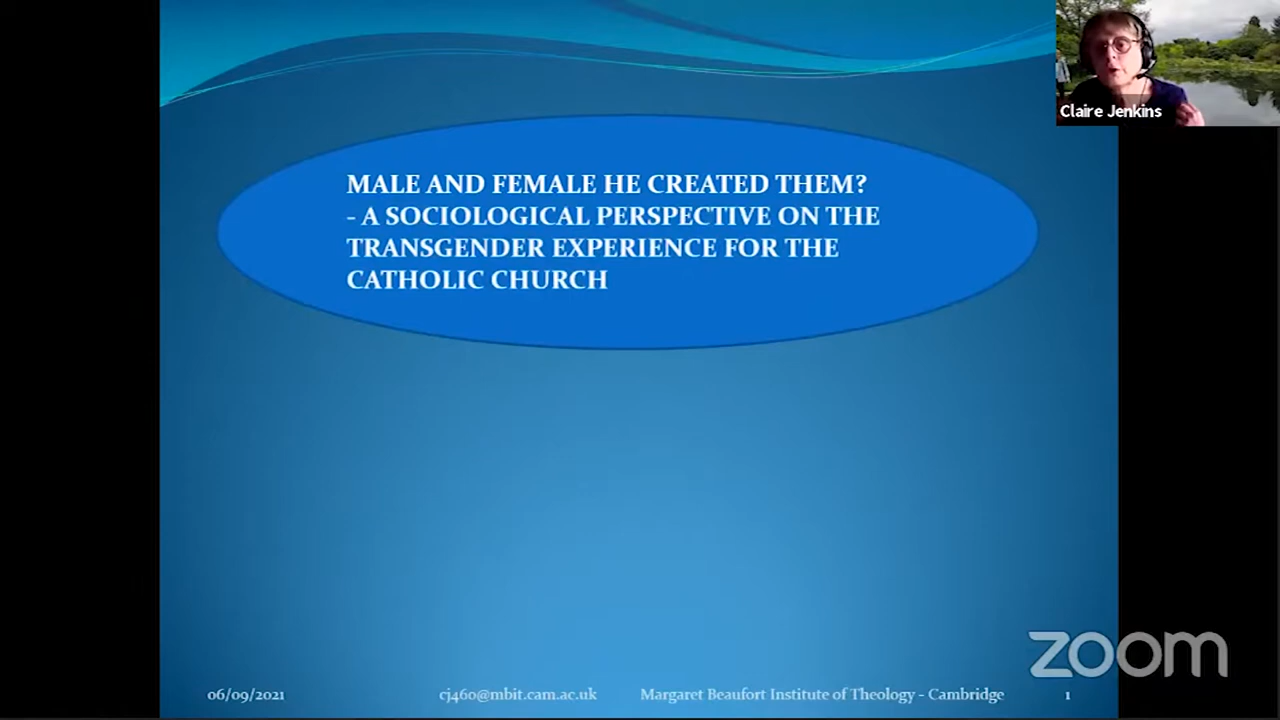 Claire Jenkins
MALE AND FEMALE HE CREATED THEM?
- A SOCIOLOGICAL PERSPECTIVE ON THE
TRANSGENDER EXPERIENCE FOR THE
CATHOLIC CHURCH
zoom
06/09/2021 cj460@mbit.cam.ac.uk Margaret Beaufort Institute of Theology - Cambridge 1